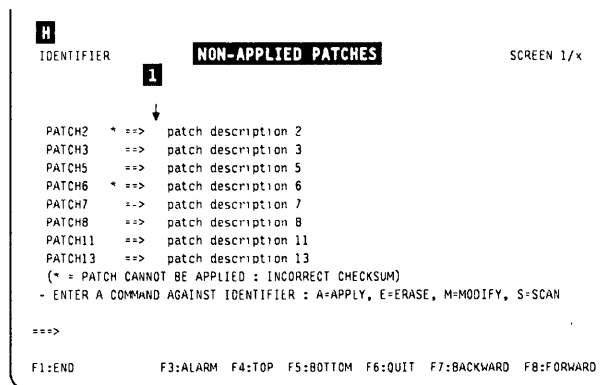 H
IDENTIFIER NON-APPLIED PATCHES SCREEN 1/x
1
PATCH2 * ==> patch description 2
PATCH3 ==> patch description 3
PATCH5 ==> patch description 5
PATCH6 * ==> patch description 6
PATCH7 =-> patch description 7
PATCH8 ==> patch description 8
PATCH11 ==> patch description 11
PATCH13 ==> patch description 13
(* = PATCH CANNOT BE APPLIED : INCORRECT CHECKSUM)
- ENTER A COMMAND AGAINST IDENTIFIER : A=APPLY, E=ERASE, M=MODIFY, S=SCAN
===>
F1:END F3:ALARM F4:TOP F5:BOTTOM F6:QUIT F7:BACKWARD F8:FORWARD